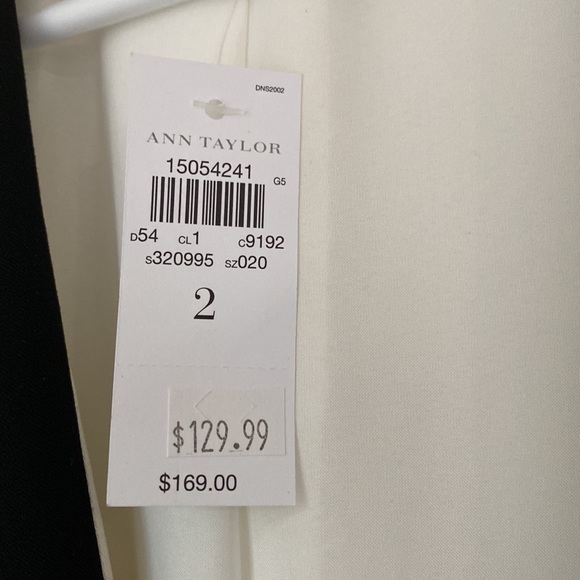 DNS2002
ANN TAYLOR
15054241
G5
D54 CL1 C9192
S320995 SZ020
2
$129.99
$169.00